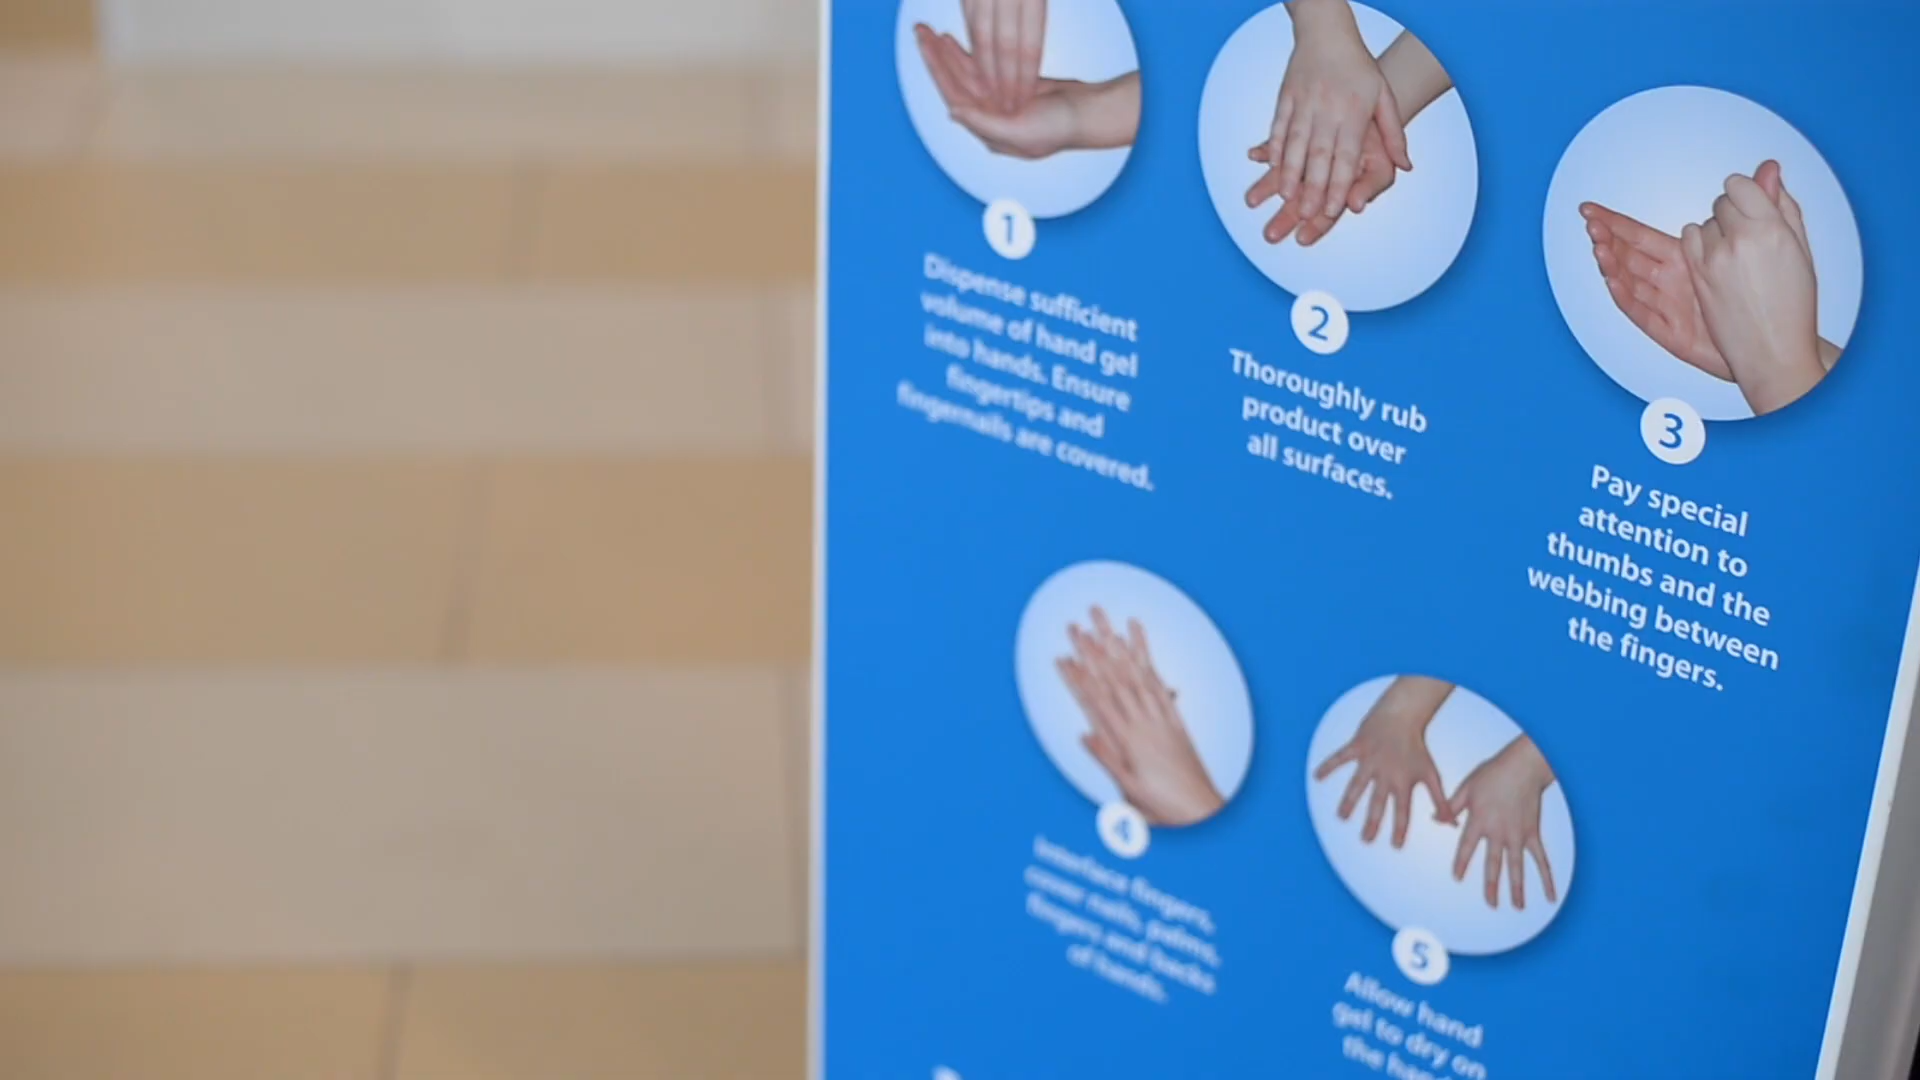 1
Dispense sufficient
volume of hand gel
into hands. Ensure
fingertips and
fingernails are covered.
2
Thoroughly rub
product over
all surfaces.
3
Pay special
attention to
thumbs and the
webbing between
the fingers.
4
Interlace fingers,
cover nails, palms,
fingers and backs
of hands.
5
Allow hand
gel to dry on
the